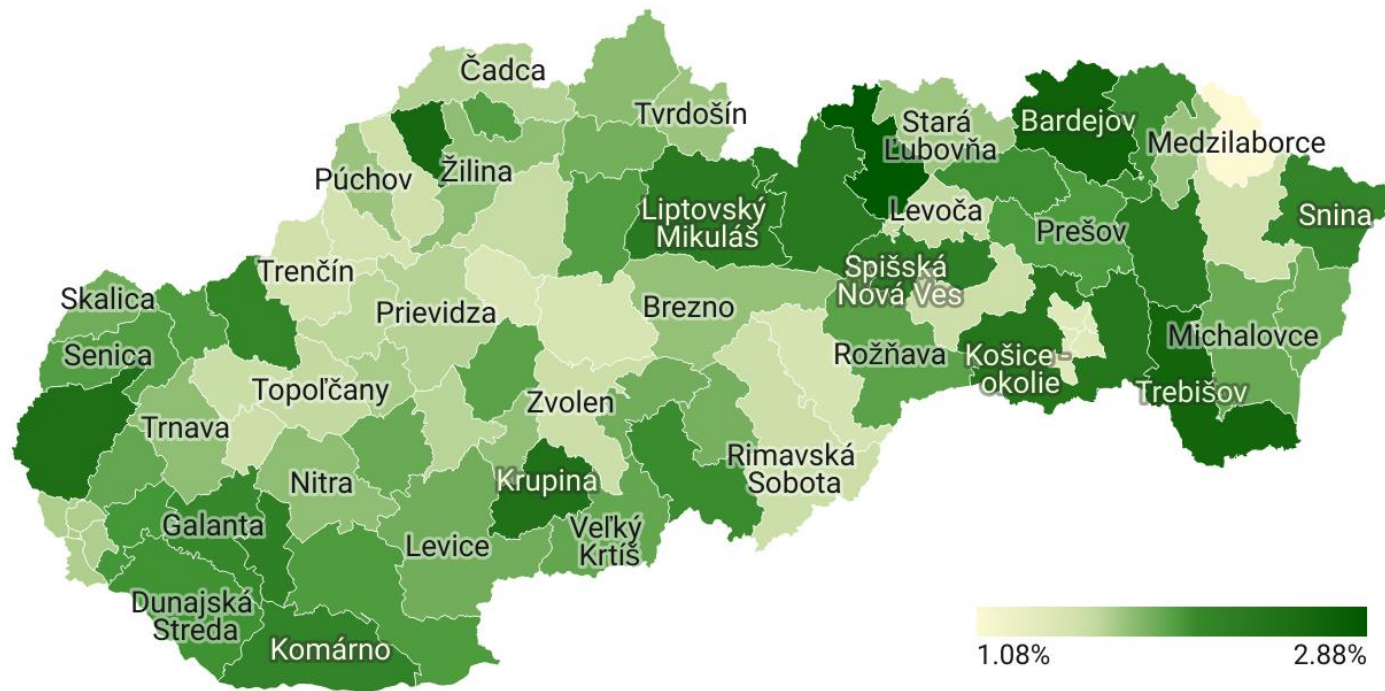 Čadca
Tvrdošín
Stará
Ľubovňa
Bardejov
Medzilaborce
Púchov
Žilina
Liptovský
Mikuláš
Levoča
Prešov
Snina
Trenčín
Spišská
Nová Ves
Skalica
Prievidza
Brezno
Michalovce
Senica
Rožňava
Košice -
okolie
Topoľčany
Zvolen
Trebišov
Trnava
Rimavská
Sobota
Nitra
Krupina
Galanta
Veľký
Krtíš
Levice
Dunajská
Streda
Komárno
1.08%
2.88%